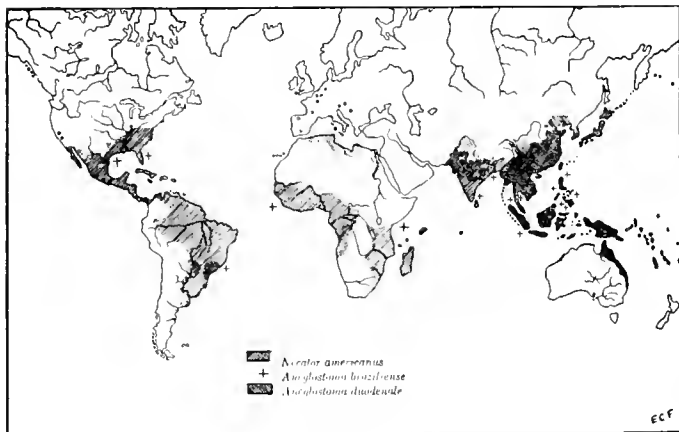 Necator americanus
Ancylostoma braziliense
Ancylostoma duodenale
ECF